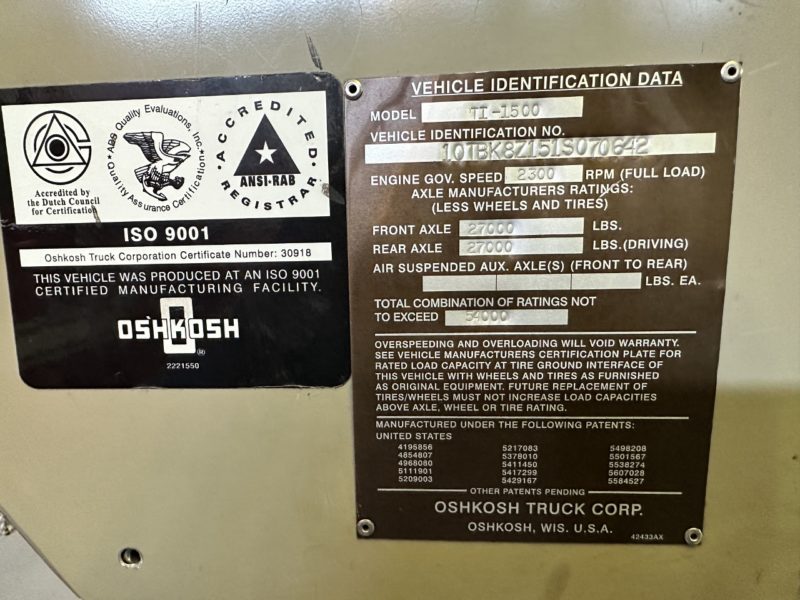 ABS Quality Evaluations, Inc.
Quality Assurance Certification
ACCREDITED
ANSI-RAB
REGISTRAR
Accredited by
the Dutch Council
for Certification
ISO 9001
Oshkosh Truck Corporation Certificate Number: 30918
THIS VEHICLE WAS PRODUCED AT AN ISO 9001
CERTIFIED MANUFACTURING FACILITY.
OSHKOSH
2221550
VEHICLE IDENTIFICATION DATA
MODEL TI-1500
VEHICLE IDENTIFICATION NO.
10TBK8Z151S070642
ENGINE GOV. SPEED 2300 RPM (FULL LOAD)
AXLE MANUFACTURERS RATINGS:
(LESS WHEELS AND TIRES)
FRONT AXLE 27000 LBS.
REAR AXLE 27000 LBS.(DRIVING)
AIR SUSPENDED AUX. AXLE(S) (FRONT TO REAR)
LBS. EA.
TOTAL COMBINATION OF RATINGS NOT
TO EXCEED 54000
OVERSPEEDING AND OVERLOADING WILL VOID WARRANTY.
SEE VEHICLE MANUFACTURERS CERTIFICATION PLATE FOR
RATED LOAD CAPACITY AT TIRE GROUND INTERFACE OF
THIS VEHICLE WITH WHEELS AND TIRES AS FURNISHED
AS ORIGINAL EQUIPMENT. FUTURE REPLACEMENT OF
TIRES/WHEELS MUST NOT INCREASE LOAD CAPACITIES
ABOVE AXLE, WHEEL OR TIRE RATING.
MANUFACTURED UNDER THE FOLLOWING PATENTS:
UNITED STATES
4195856 5217083 5498208
4854807 5378010 5501567
4968080 5411450 5538274
5111901 5417299 5607028
5209003 5429167 5584527
OTHER PATENTS PENDING
OSHKOSH TRUCK CORP.
OSHKOSH, WIS. U.S.A.
42433AX